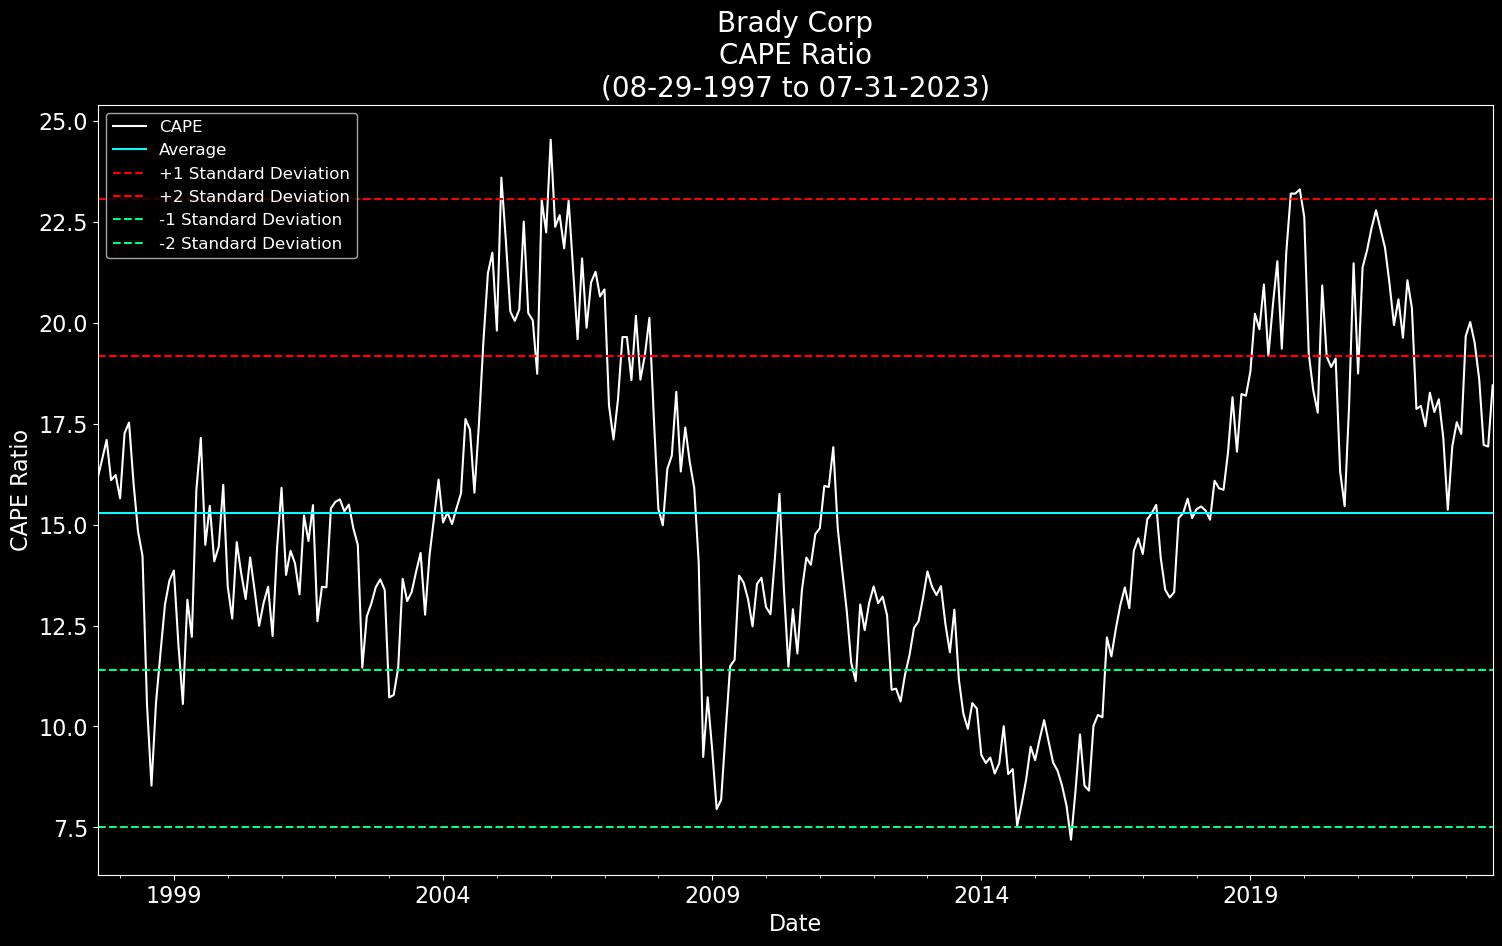 Brady Corp
CAPE Ratio
(08-29-1997 to 07-31-2023)
CAPE
Average
+1 Standard Deviation
+2 Standard Deviation
-1 Standard Deviation
-2 Standard Deviation
CAPE Ratio
25.0
22.5
20.0
17.5
15.0
12.5
10.0
7.5
1999
2004
2009
2014
2019
Date